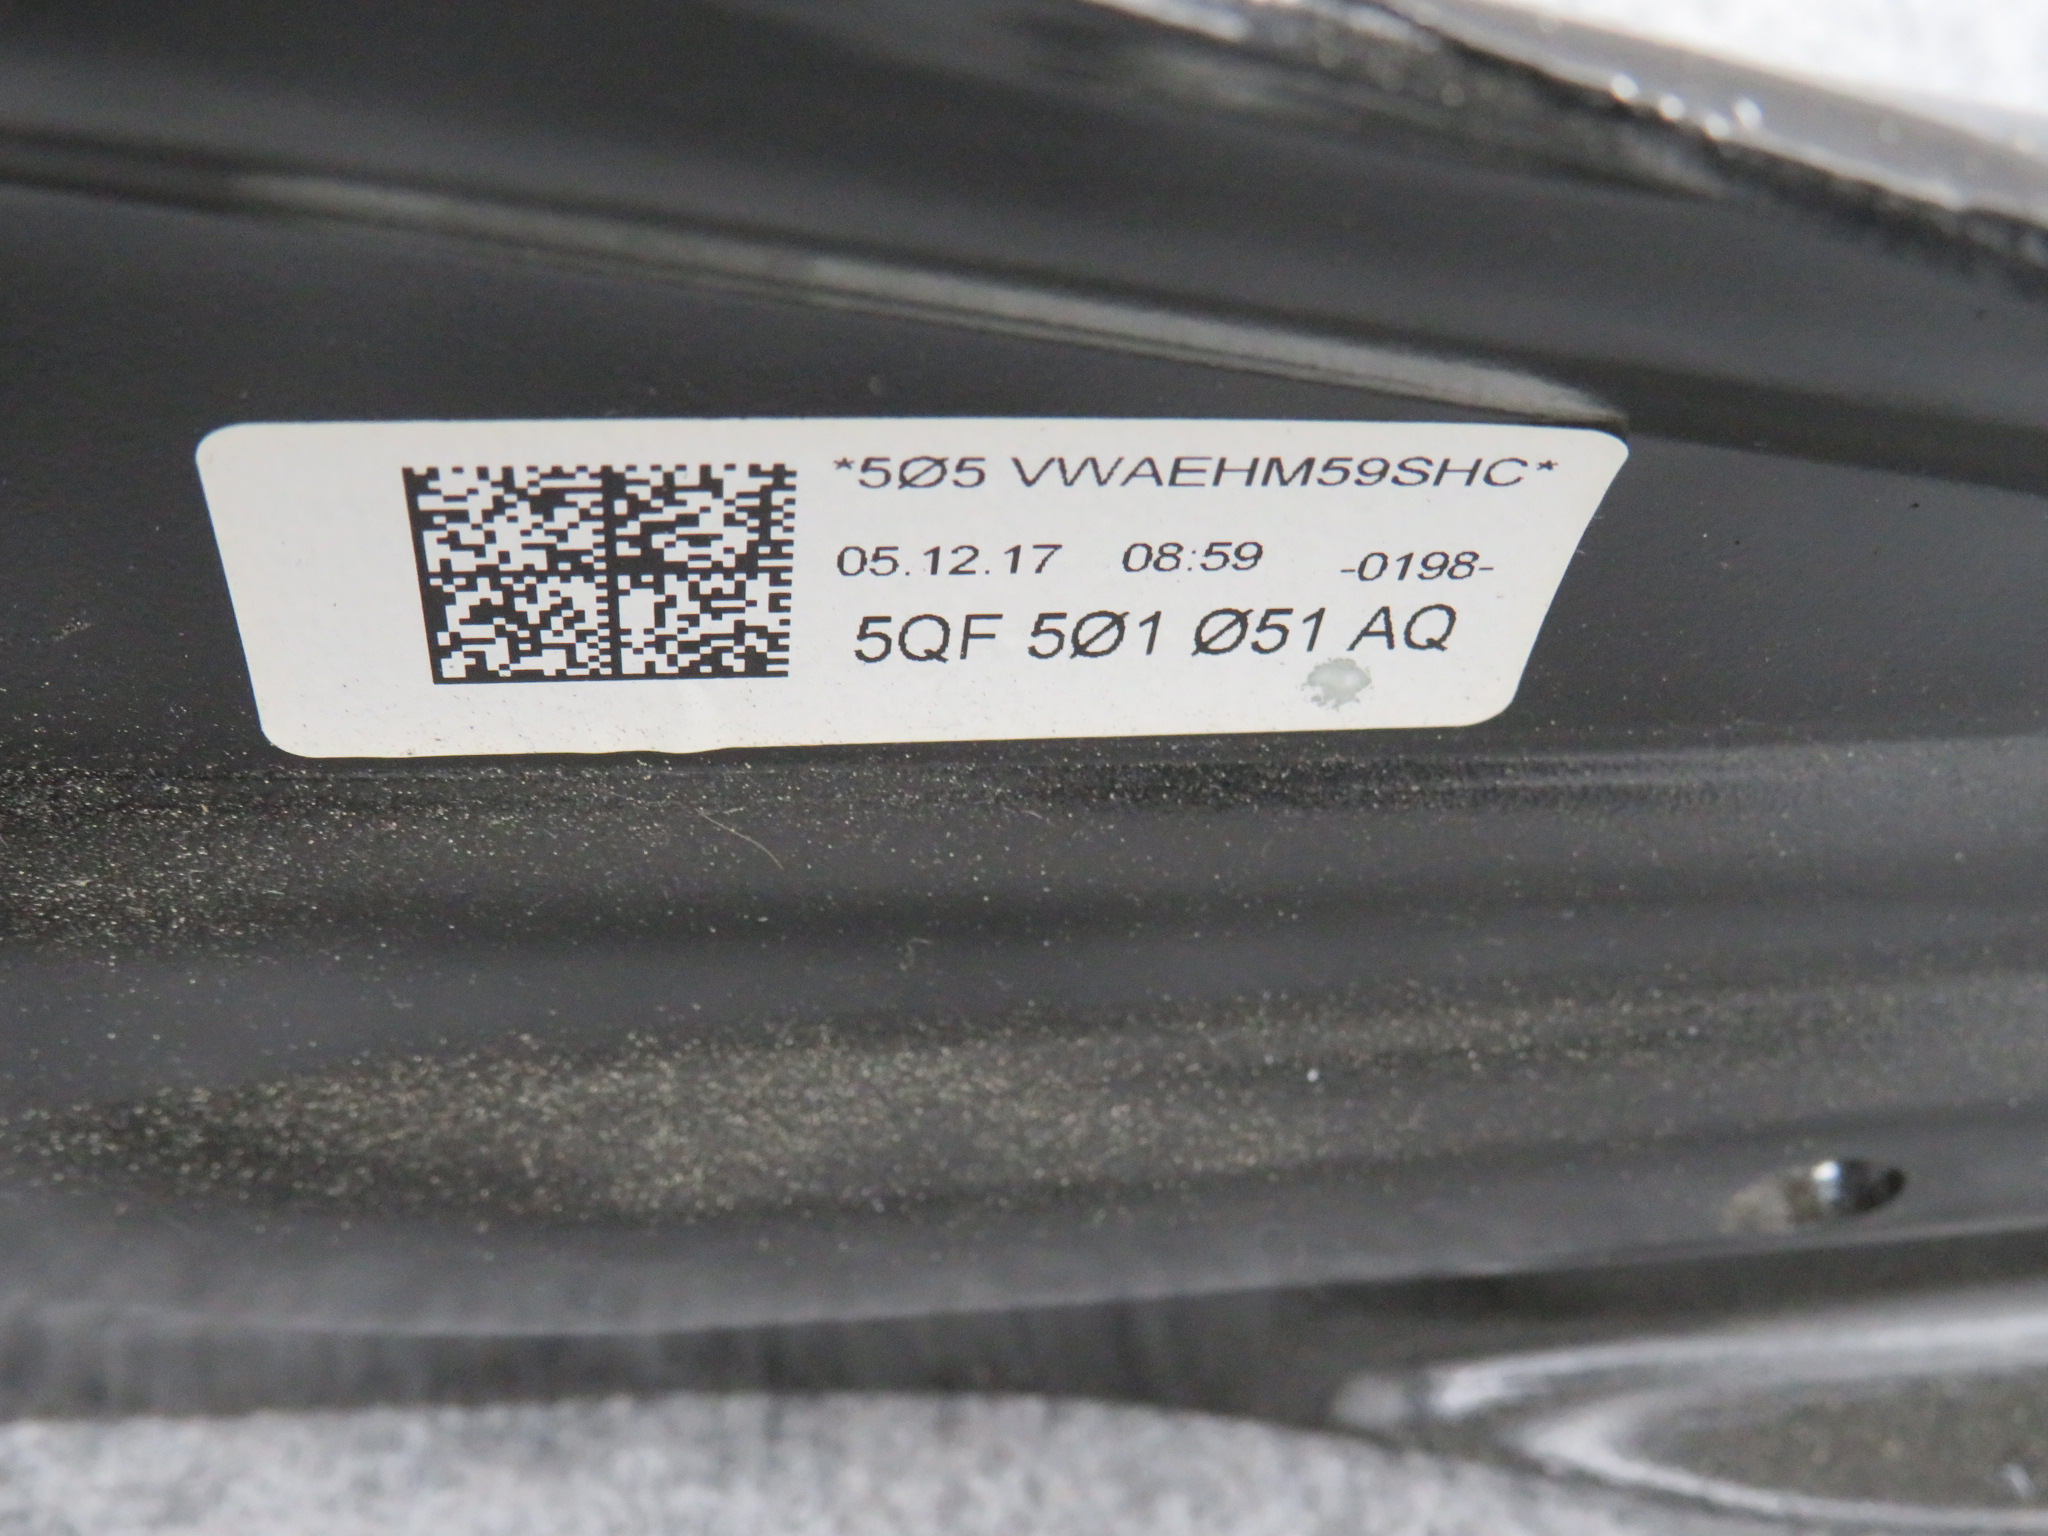 *5Ø5 VWAEHM59SHC*
05.12.17 08:59 -0198-
5QF 5Ø1 Ø51 AQ